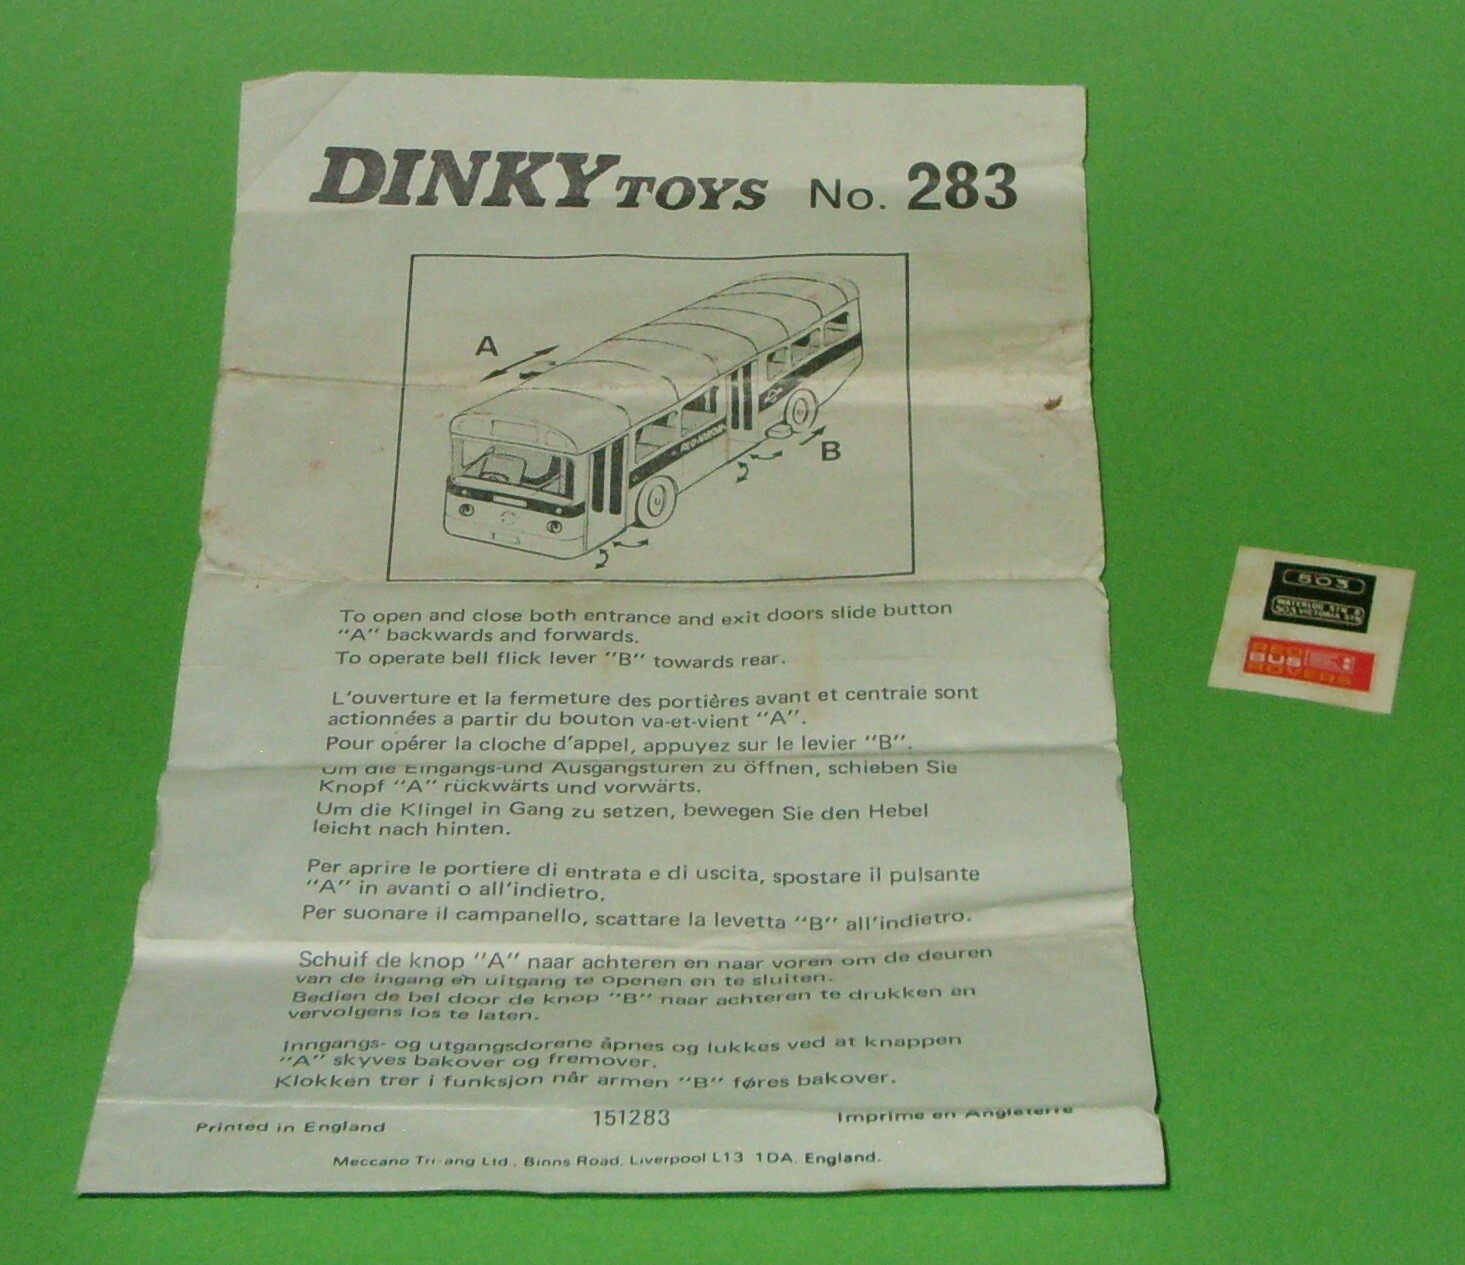 DINKY TOYS No. 283
A
B
To open and close both entrance and exit doors slide button
"A" backwards and forwards.
To operate bell flick lever "B" towards rear.
L'ouverture et la fermeture des portières avant et centrale sont
actionnées a partir du bouton va-et-vient "A".
Pour opérer la cloche d'appel, appuyez sur le levier "B".
Um die Eingangs-und Ausgangsturen zu öffnen, schieben Sie
Knopf "A" rückwärts und vorwärts.
Um die Klingel in Gang zu setzen, bewegen Sie den Hebel
leicht nach hinten.
Per aprire le portiere di entrata e di uscita, spostare il pulsante
"A" in avanti o all'indietro.
Per suonare il campanello, scattare la levetta "B" all'indietro.
Schuif de knop "A" naar achteren en naar voren om de deuren
van de ingang en uitgang te openen en te sluiten.
Bedien de bel door de knop "B" naar achteren te drukken en
vervolgens los te laten.
Inngangs- og utgangsdorene åpnes og lukkes ved at knappen
"A" skyves bakover og fremover.
Klokken trer i funksjon når armen "B" føres bakover.
Printed in England 151283 Imprime en Angleterre
Meccano Tri-ang Ltd., Binns Road, Liverpool L13 1DA, England.
503
WATERLOO STN
503 VICTORIA STN
RED
BUS
ROVERS